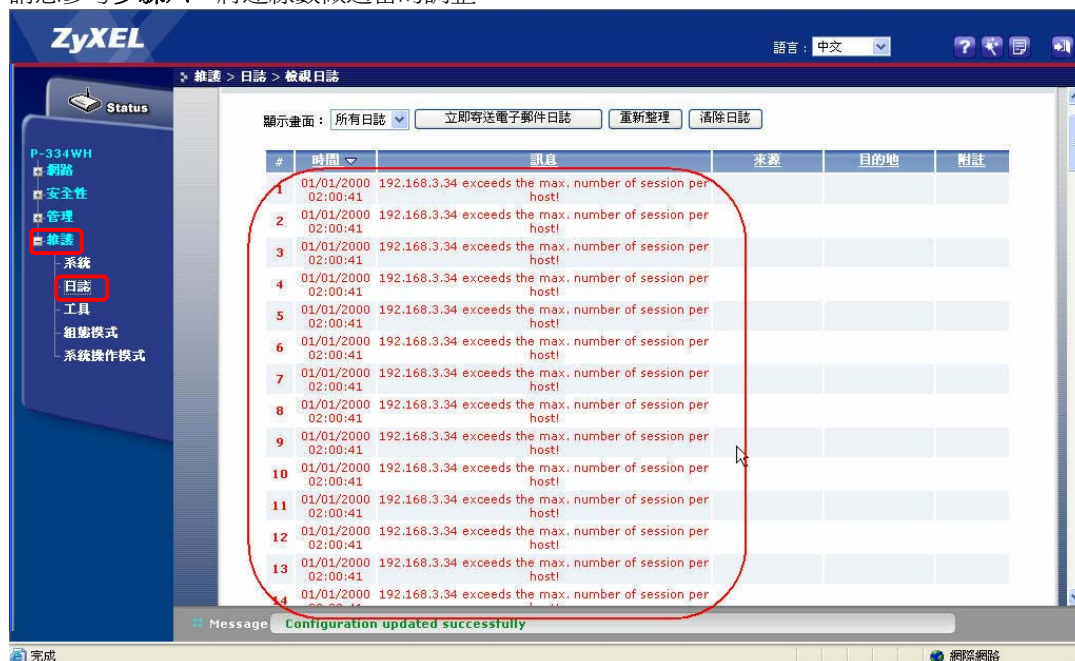 請您參考步驟六，將連線數做適當的調整
ZyXEL
語言： 中文
Status
維護 > 日誌 > 檢視日誌
顯示畫面： 所有日誌 立即寄送電子郵件日誌 重新整理 清除日誌
P-334WH
網路
安全性
管理
維護
系統
日誌
工具
組態模式
系統操作模式
# 時間 訊息 來源 目的地 附註
1 01/01/2000 192.168.3.34 exceeds the max. number of session per
02:00:41 host!
2 01/01/2000 192.168.3.34 exceeds the max. number of session per
02:00:41 host!
3 01/01/2000 192.168.3.34 exceeds the max. number of session per
02:00:41 host!
4 01/01/2000 192.168.3.34 exceeds the max. number of session per
02:00:41 host!
5 01/01/2000 192.168.3.34 exceeds the max. number of session per
02:00:41 host!
6 01/01/2000 192.168.3.34 exceeds the max. number of session per
02:00:41 host!
7 01/01/2000 192.168.3.34 exceeds the max. number of session per
02:00:41 host!
8 01/01/2000 192.168.3.34 exceeds the max. number of session per
02:00:41 host!
9 01/01/2000 192.168.3.34 exceeds the max. number of session per
02:00:41 host!
10 01/01/2000 192.168.3.34 exceeds the max. number of session per
02:00:41 host!
11 01/01/2000 192.168.3.34 exceeds the max. number of session per
02:00:41 host!
12 01/01/2000 192.168.3.34 exceeds the max. number of session per
02:00:41 host!
13 01/01/2000 192.168.3.34 exceeds the max. number of session per
02:00:41 host!
14 01/01/2000 192.168.3.34 exceeds the max. number of session per
Message Configuration updated successfully
完成 網際網路